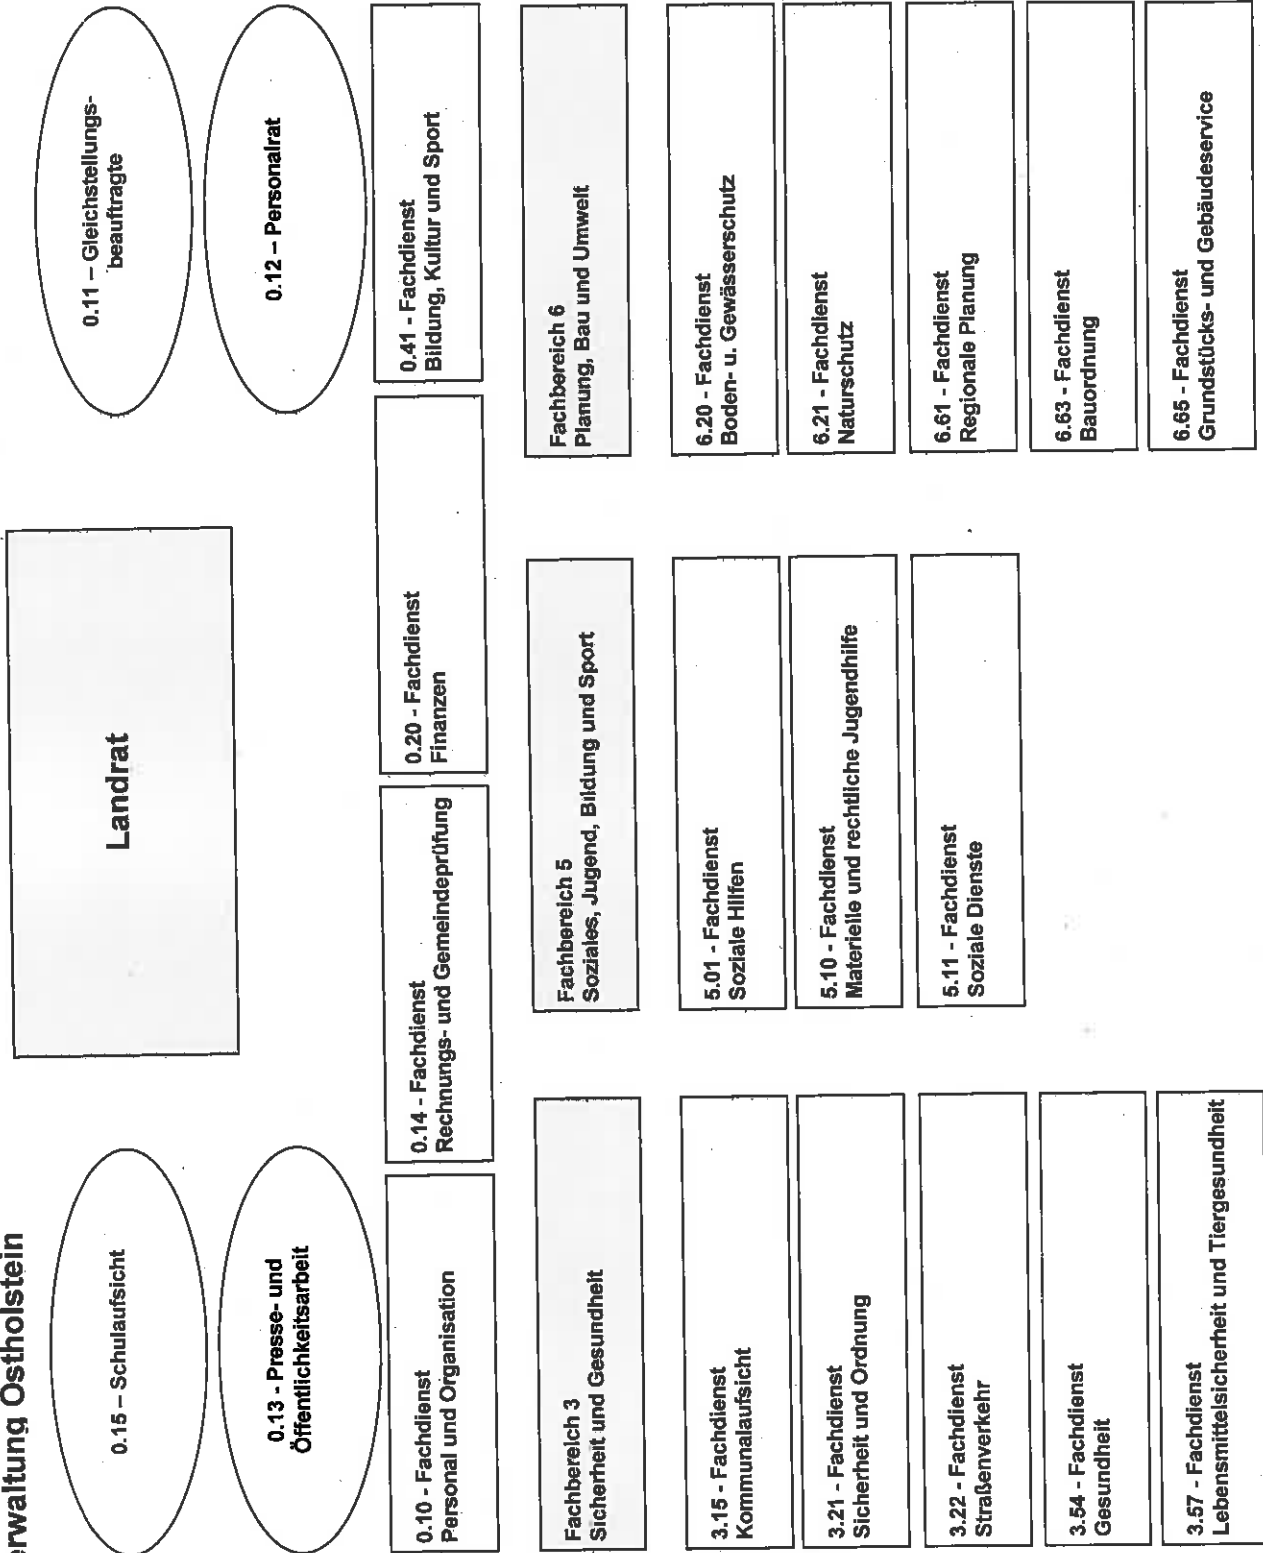 erwaltung Ostholstein
Landrat
0.15 – Schulaufsicht
0.11 – Gleichstellungs-
beauftragte
0.13 - Presse- und
Öffentlichkeitsarbeit
0.12 – Personalrat
0.10 - Fachdienst
Personal und Organisation
0.14 - Fachdienst
Rechnungs- und Gemeindeprüfung
0.20 - Fachdienst
Finanzen
0.41 - Fachdienst
Bildung, Kultur und Sport
Fachbereich 3
Sicherheit und Gesundheit
Fachbereich 5
Soziales, Jugend, Bildung und Sport
Fachbereich 6
Planung, Bau und Umwelt
3.15 - Fachdienst
Kommunalaufsicht
5.01 - Fachdienst
Soziale Hilfen
6.20 - Fachdienst
Boden- u. Gewässerschutz
3.21 - Fachdienst
Sicherheit und Ordnung
5.10 - Fachdienst
Materielle und rechtliche Jugendhilfe
6.21 - Fachdienst
Naturschutz
3.22 - Fachdienst
Straßenverkehr
5.11 - Fachdienst
Soziale Dienste
6.61 - Fachdienst
Regionale Planung
3.54 - Fachdienst
Gesundheit
6.63 - Fachdienst
Bauordnung
3.57 - Fachdienst
Lebensmittelsicherheit und Tiergesundheit
6.65 - Fachdienst
Grundstücks- und Gebäudeservice